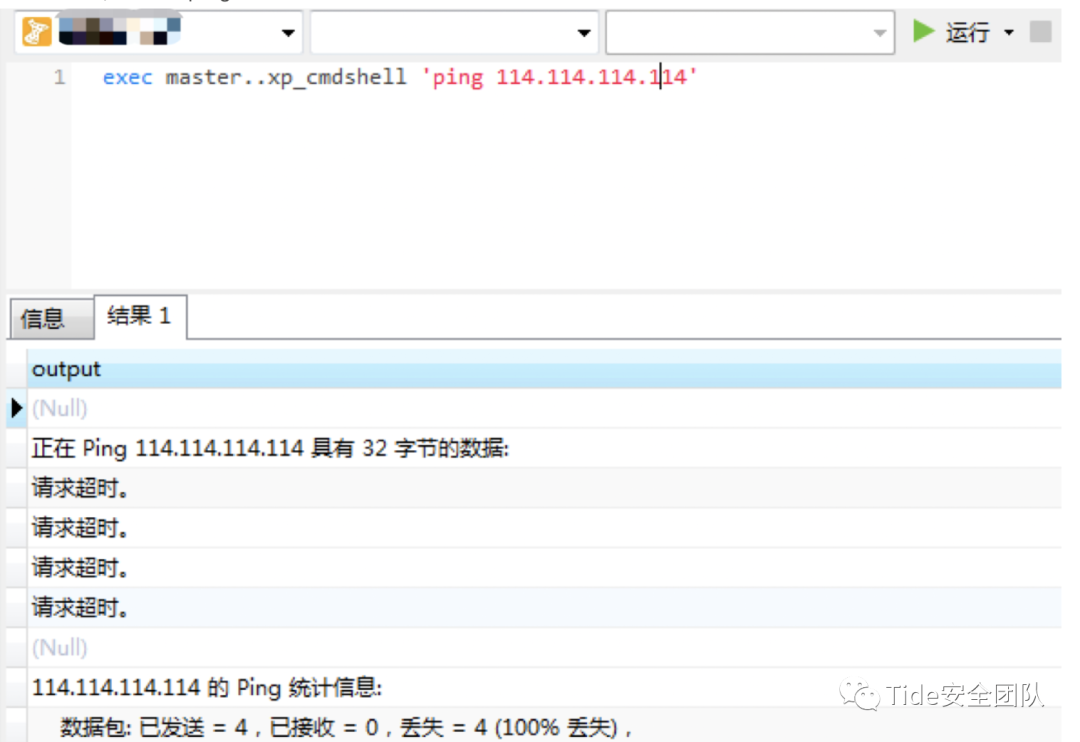 运行
1 exec master..xp_cmdshell 'ping 114.114.114.114'
信息 结果 1
output
(Null)
正在 Ping 114.114.114.114 具有 32 字节的数据:
请求超时。
请求超时。
请求超时。
请求超时。
(Null)
114.114.114.114 的 Ping 统计信息:
数据包: 已发送 = 4，已接收 = 0，丢失 = 4 (100% 丢失)，
Tide安全团队